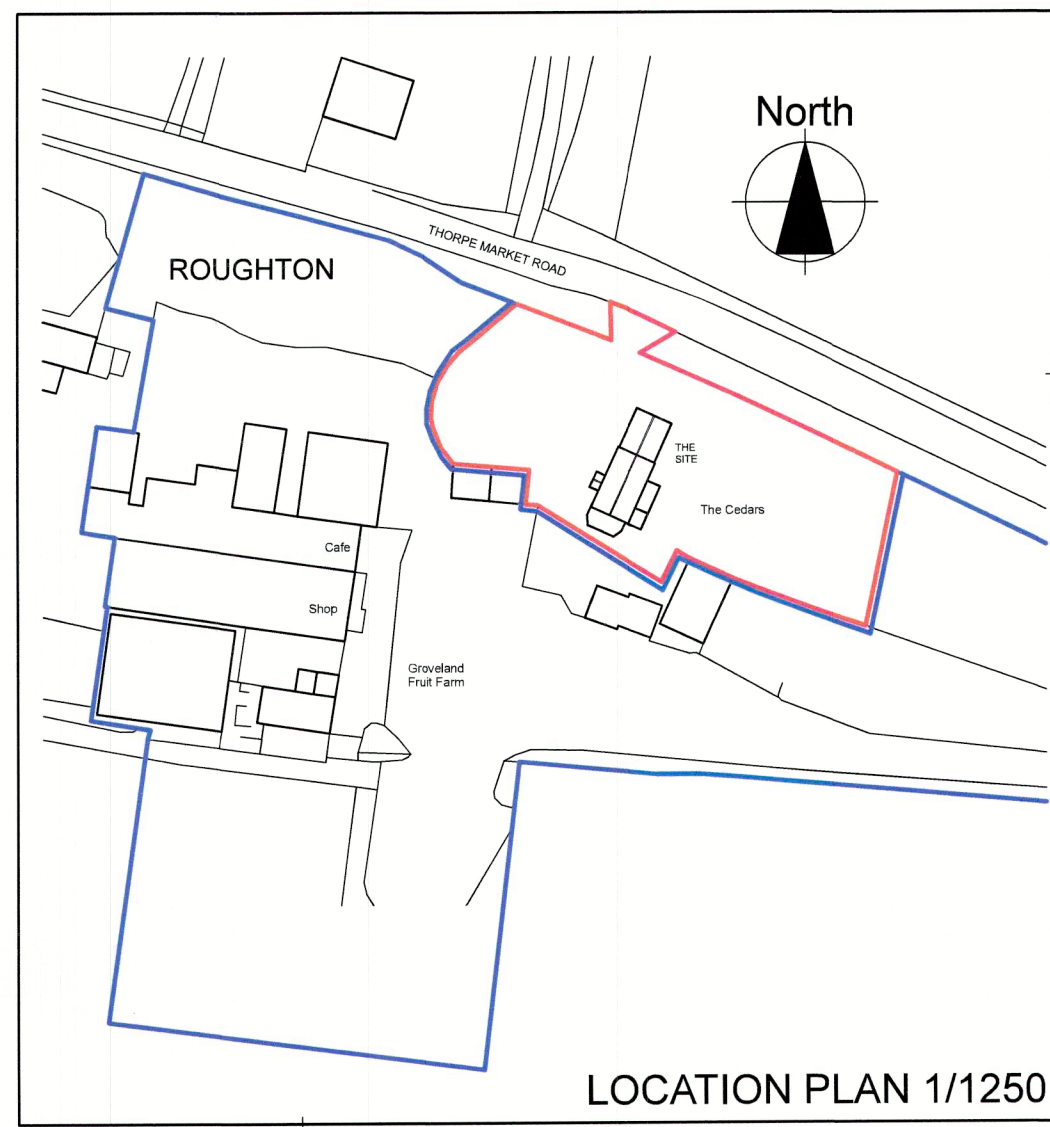 North
THORPE MARKET ROAD
ROUGHTON
THE
SITE
The Cedars
Cafe
Shop
Groveland
Fruit Farm
LOCATION PLAN 1/1250